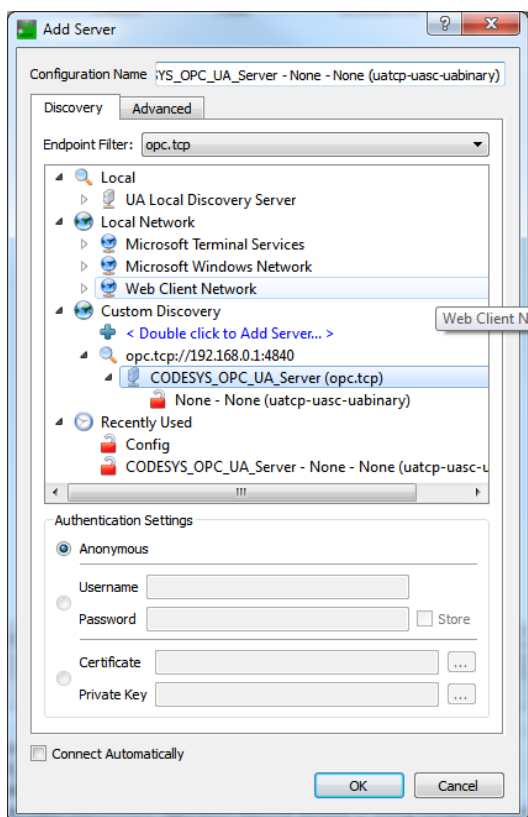 Add Server
Configuration Name SYS_OPC_UA_Server - None - None (uatcp-uasc-uabinary)
Discovery Advanced
Endpoint Filter: opc.tcp
Local
UA Local Discovery Server
Local Network
Microsoft Terminal Services
Microsoft Windows Network
Web Client Network
Custom Discovery
Web Client N
< Double click to Add Server... >
opc.tcp://192.168.0.1:4840
CODESYS_OPC_UA_Server (opc.tcp)
None - None (uatcp-uasc-uabinary)
Recently Used
Config
CODESYS_OPC_UA_Server - None - None (uatcp-uasc-u
Authentication Settings
Anonymous
Username
Password Store
Certificate ...
Private Key ...
Connect Automatically
OK Cancel